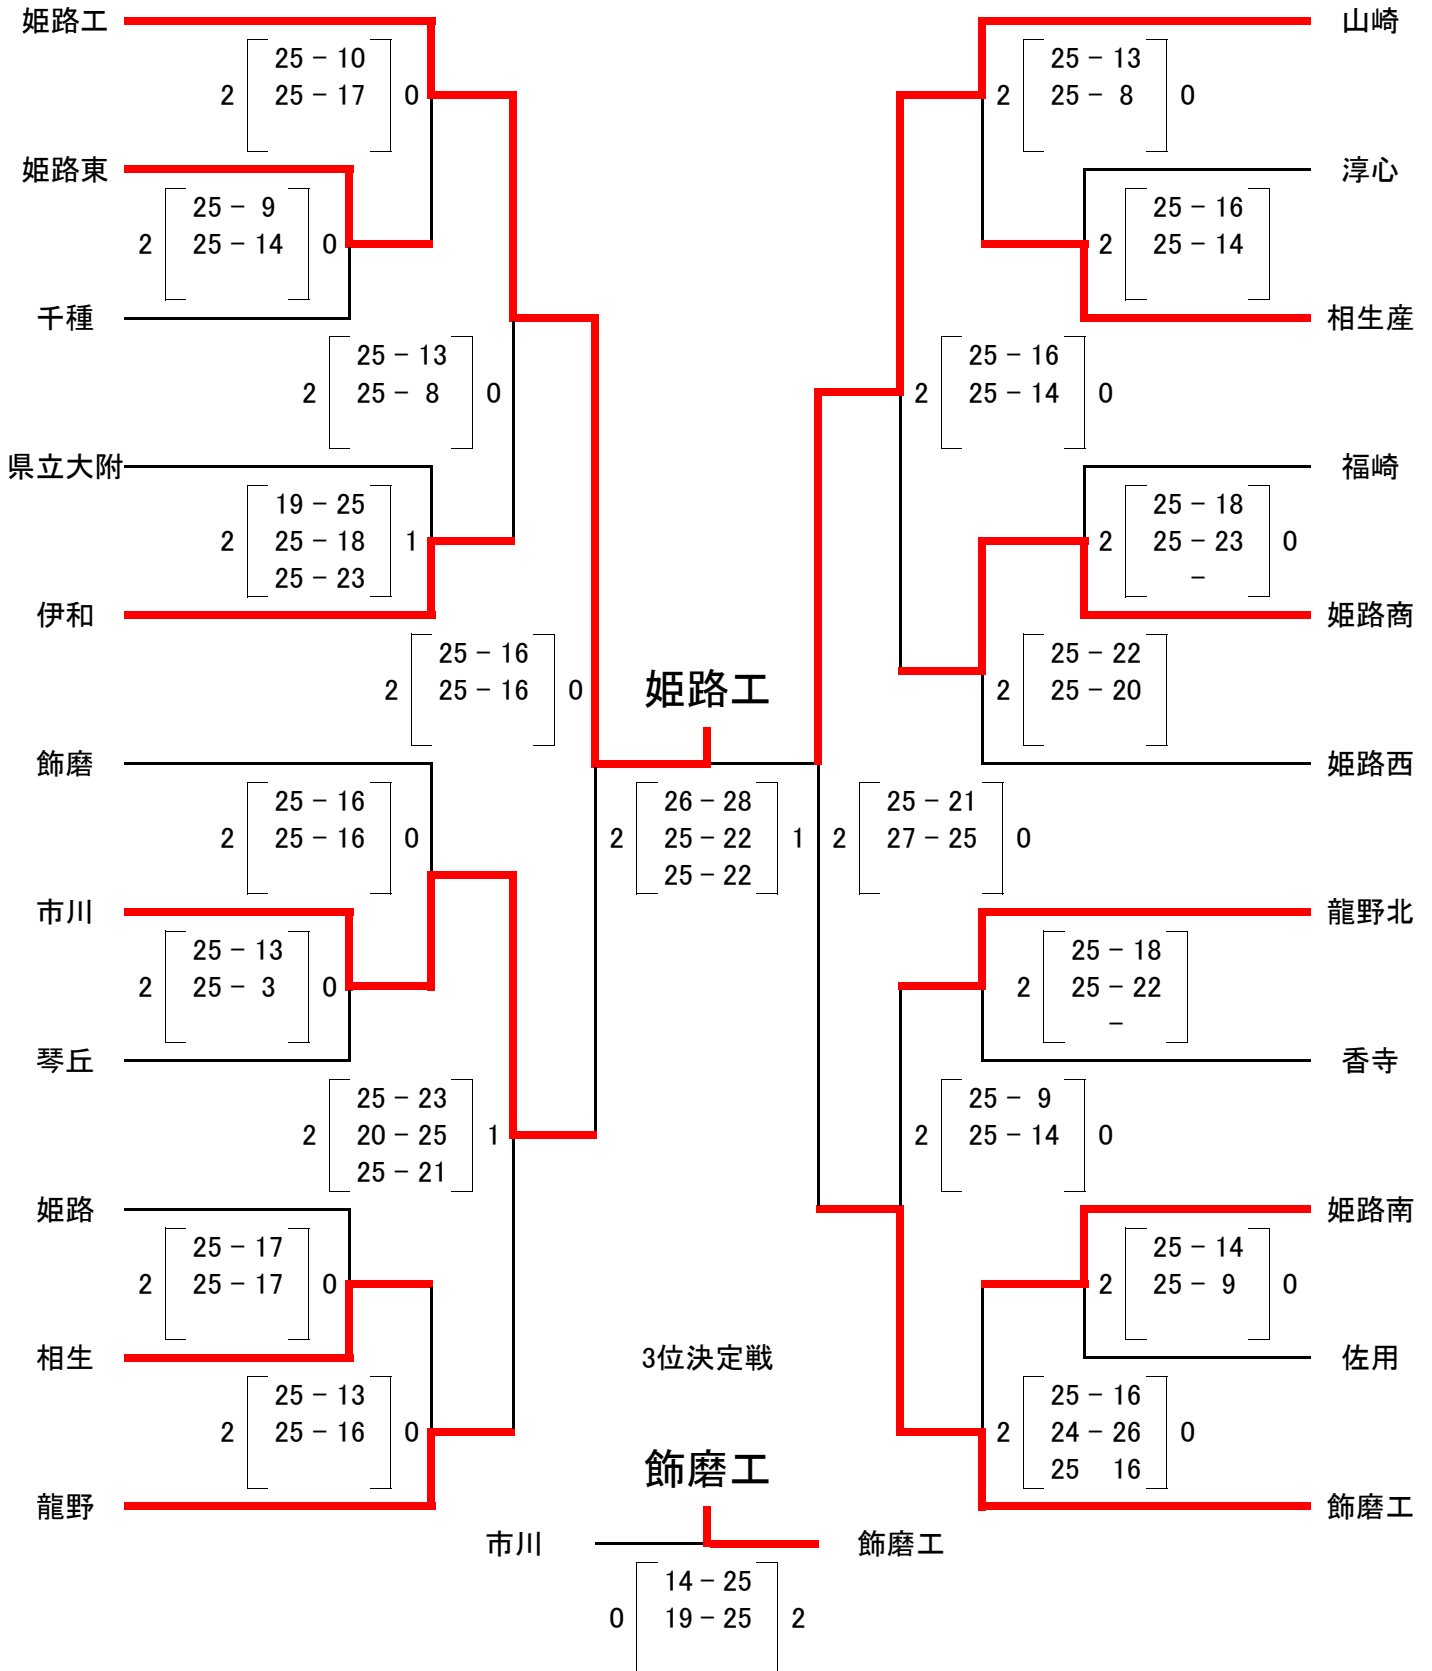 姫路工
25 − 10
2 25 − 17 0
姫路東
25 − 9
2 25 − 14 0
千種
25 − 13
2 25 − 8 0
県立大附
19 − 25
2 25 − 18 1
25 − 23
伊和
25 − 16
2 25 − 16 0
飾磨
25 − 16
2 25 − 16 0
市川
25 − 13
2 25 − 3 0
琴丘
25 − 23
2 20 − 25 1
25 − 21
姫路
25 − 17
2 25 − 17 0
相生
25 − 13
2 25 − 16 0
龍野
姫路工
26 − 28
2 25 − 22 1
25 − 22
3位決定戦
飾磨工
市川 飾磨工
14 − 25
0 19 − 25 2
山崎
25 − 13
2 25 − 8 0
淳心
25 − 16
2 25 − 14
相生産
25 − 16
2 25 − 14 0
福崎
25 − 18
2 25 − 23 0
−
姫路商
25 − 22
2 25 − 20
姫路西
25 − 21
2 27 − 25 0
龍野北
25 − 18
2 25 − 22
−
香寺
25 − 9
2 25 − 14 0
姫路南
25 − 14
2 25 − 9 0
佐用
25 − 16
2 24 − 26 0
25 16
飾磨工